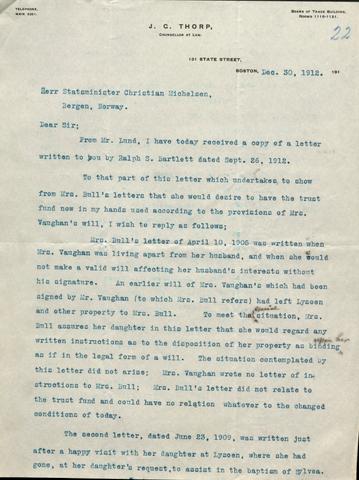 TELEPHONE,
MAIN 5201.
J. C. THORP,
COUNSELLOR AT LAW.
BOARD OF TRADE BUILDING,
ROOMS 1118-1121.
22
131 STATE STREET,
BOSTON, Dec. 30, 1912. 191
Herr Statsminister Christian Michelsen,
Bergen, Norway.
Dear Sir;
From Mr. Lund, I have today received a copy of a letter
written to you by Ralph S. Bartlett dated Sept. 26, 1912.
To that part of this letter which undertakes to show
from Mrs. Bull's letters that she would desire to have the trust
fund now in my hands used according to the provisions of Mrs.
Vaughan's will, I wish to reply as follows;
Mrs. Bull's letter of April 10, 1906 was written when
Mrs. Vaughan was living apart from her husband, and when she could
not make a valid will affecting her husband's interests without
his signature. An earlier will of Mrs. Vaughan's which had been
signed by Mr. Vaughan (to which Mrs. Bull refers) had left Lysoen
and other property to Mrs. Bull. To meet the special situation, Mrs.
Bull assures her daughter in this letter that she would regard any
written instructions as to the disposition of her property as binding upon her
as if in the legal form of a will. The situation contemplated by
this letter did not arise; Mrs. Vaughan wrote no letter of in-
structions to Mrs. Bull; Mrs. Bull's letter did not relate to
the trust fund and could have no relation whatever to the changed
conditions of today.
The second letter, dated June 23, 1909, was written just
after a happy visit with her daughter at Lysoen, where she had
gone, at her daughter's request, to assist in the baptism of Sylvea.